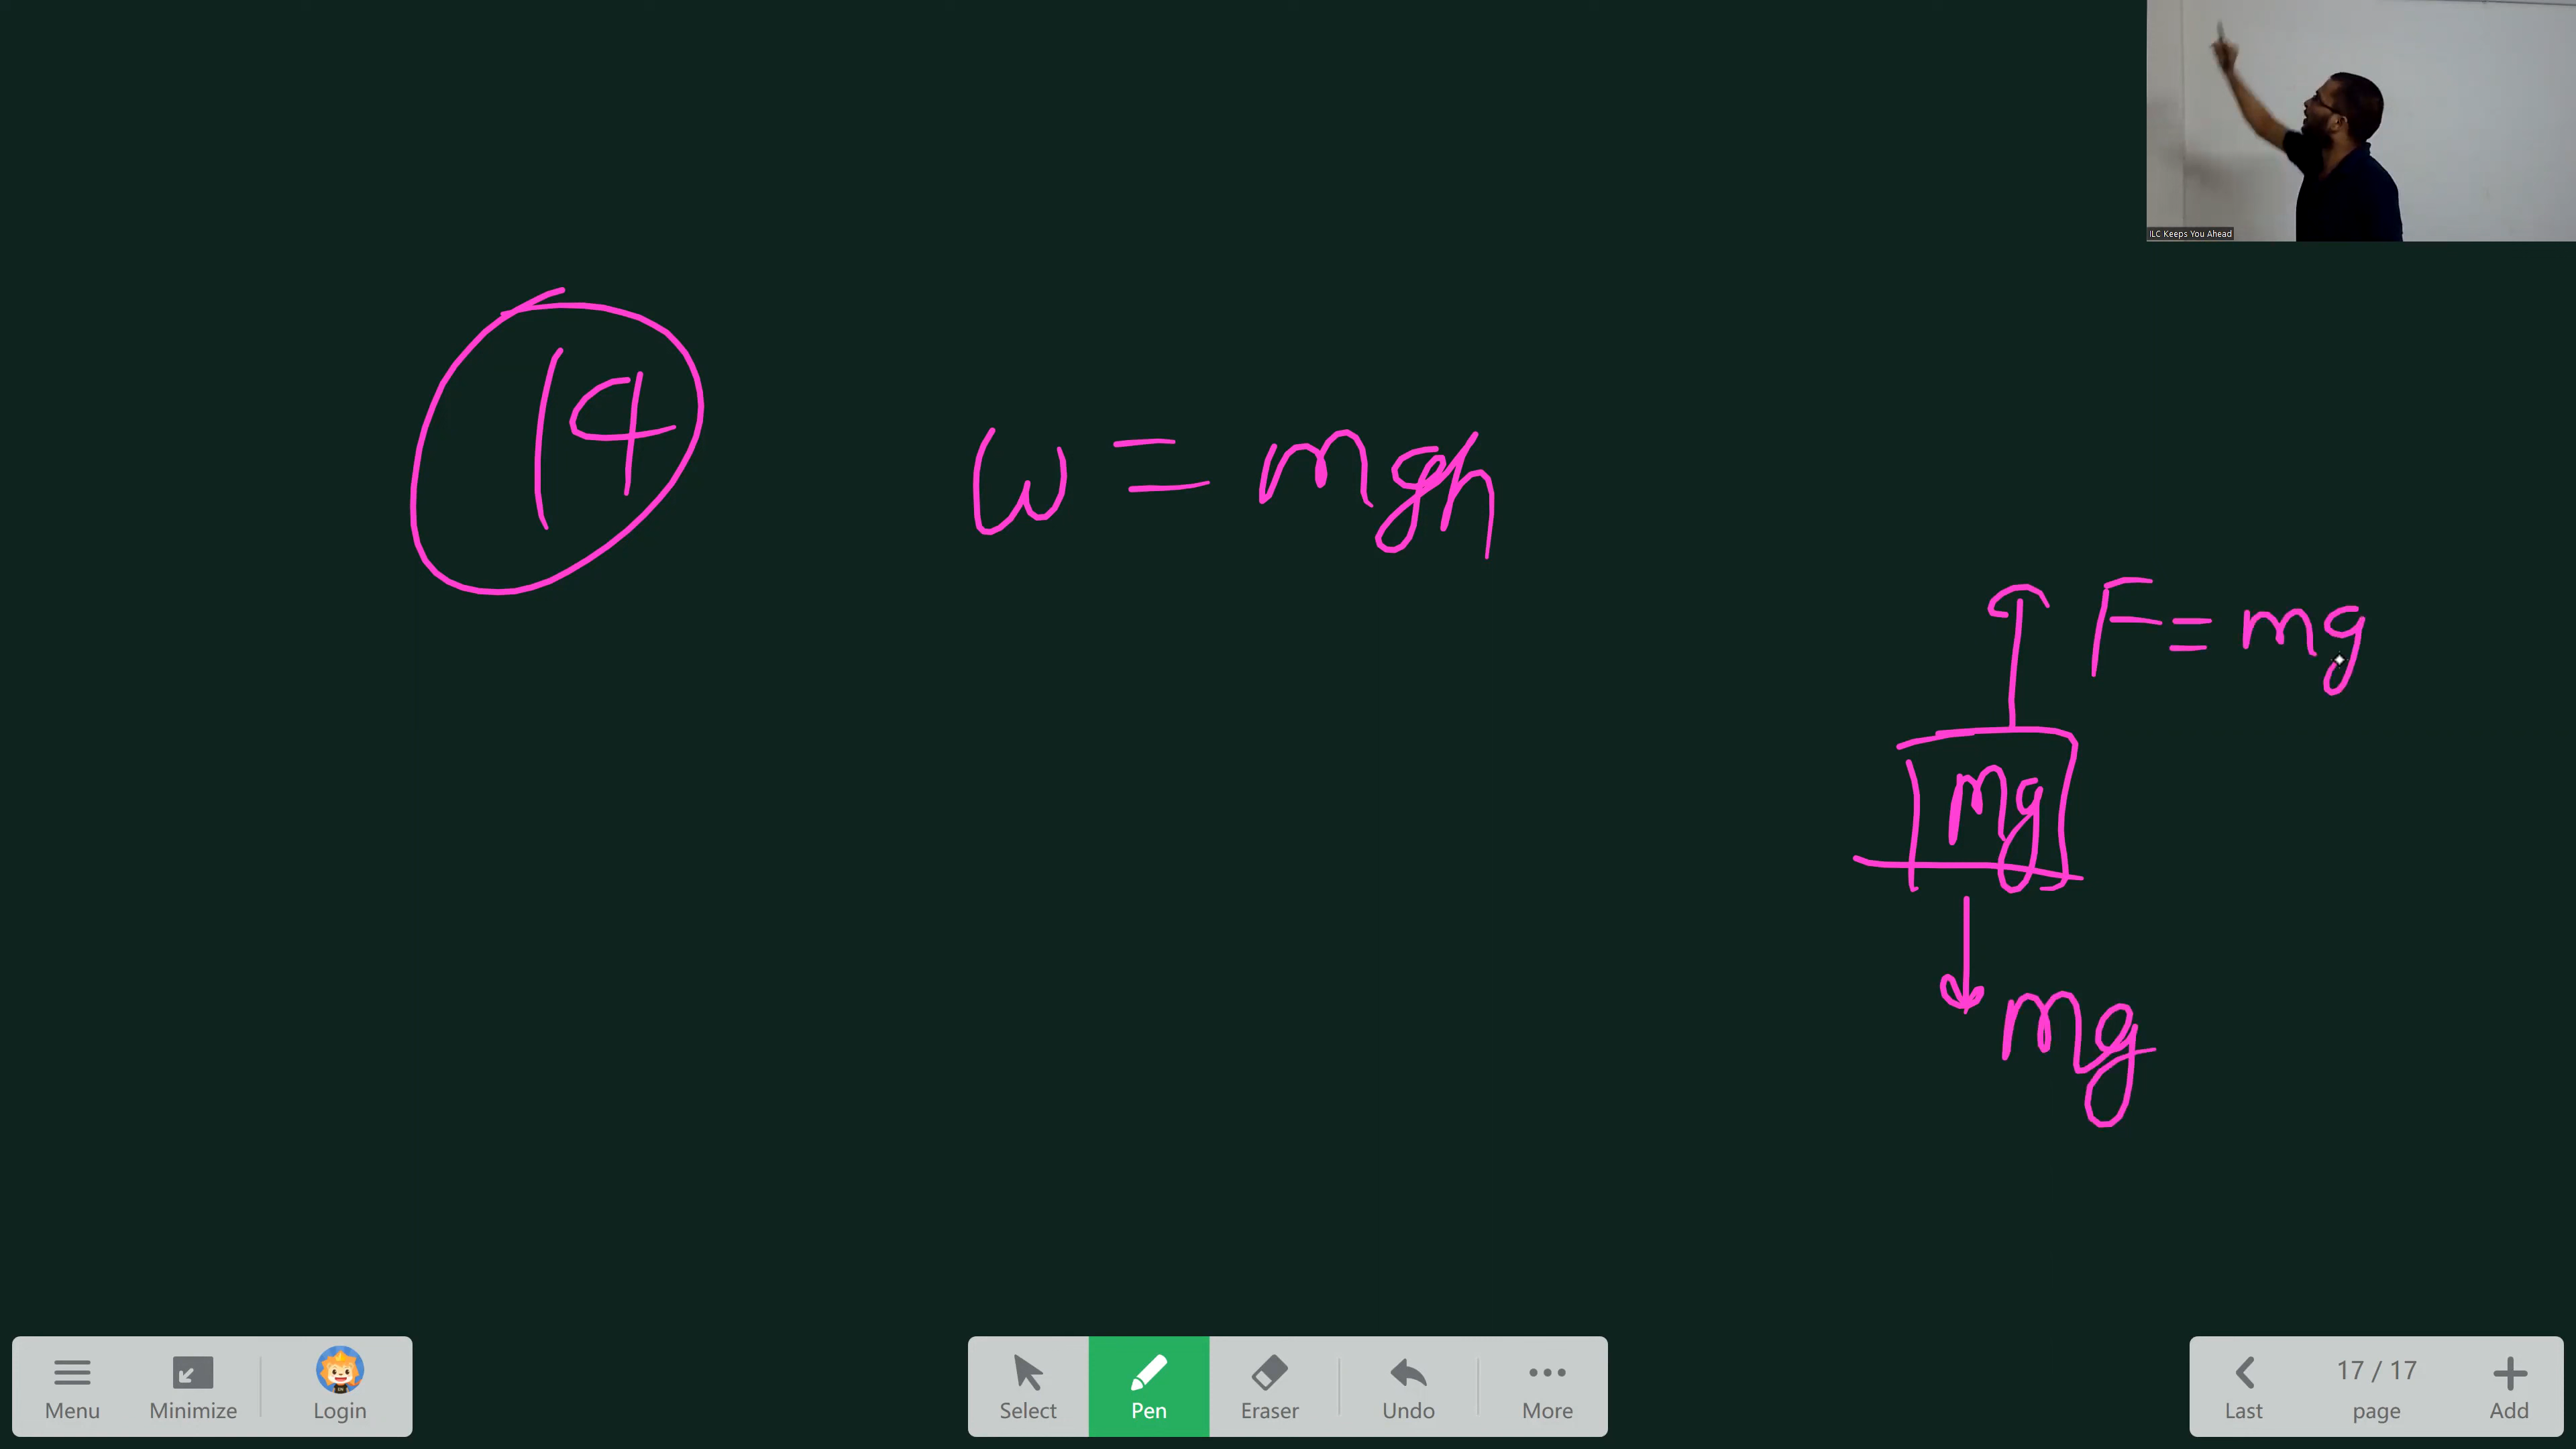 ILC Keeps You Ahead
14
W = mgh
F = mg
mg
mg
Menu
Minimize
Login
Select
Pen
Eraser
Undo
More
Last
17 / 17
page
Add